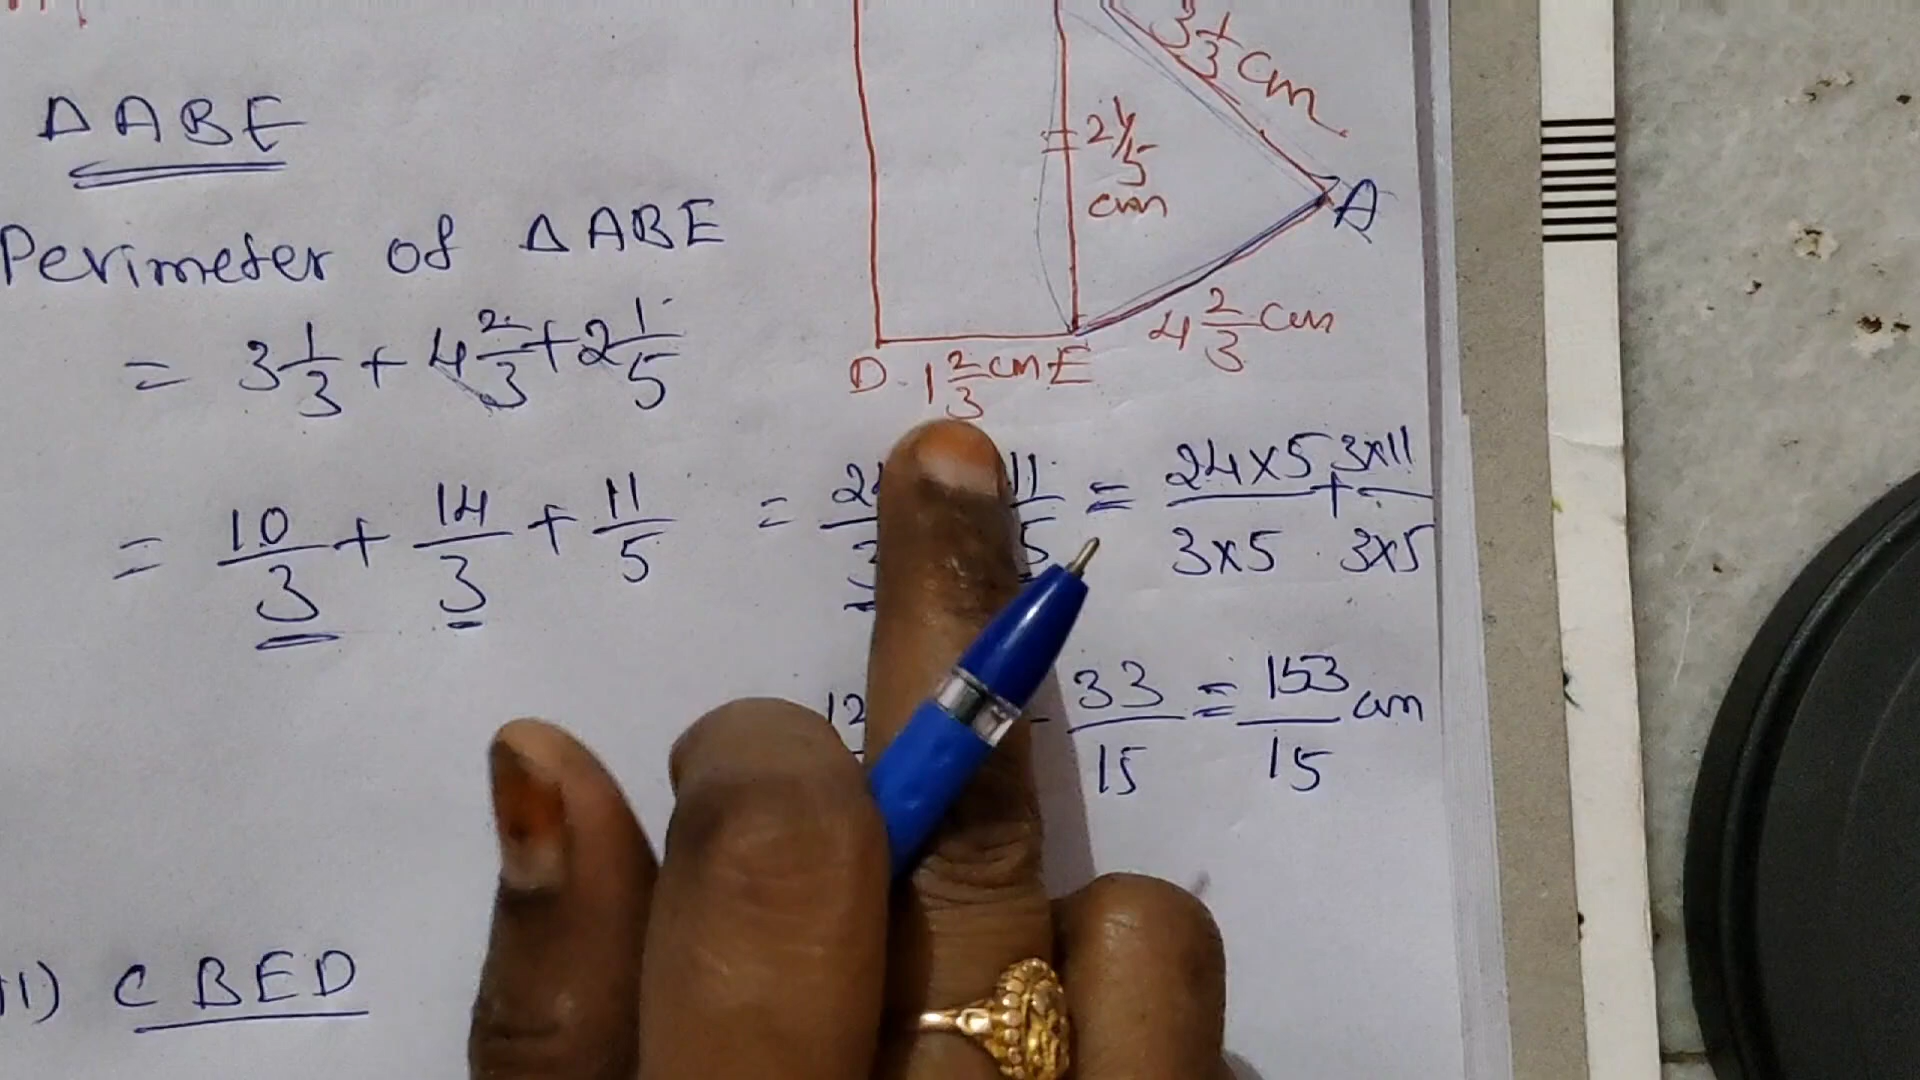 3 1/3 cm
Δ ABE
2 1/5
cm
A
Perimeter of Δ ABE
4 2/3 cm
= 3 1/3 + 4 2/3 + 2 1/5
D 1 2/3 cm E
= 10/3 + 14/3 + 11/5 = 11/5 = 24×5/3×5 + 3×11/3×5
33/15 = 153/15 cm
CBED